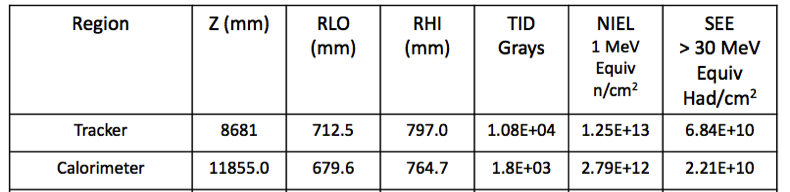 Region Z (mm) RLO (mm) RHI (mm) TID Grays NIEL 1 MeV Equiv n/cm² SEE > 30 MeV Equiv Had/cm²
Tracker 8681 712.5 797.0 1.08E+04 1.25E+13 6.84E+10
Calorimeter 11855.0 679.6 764.7 1.8E+03 2.79E+12 2.21E+10